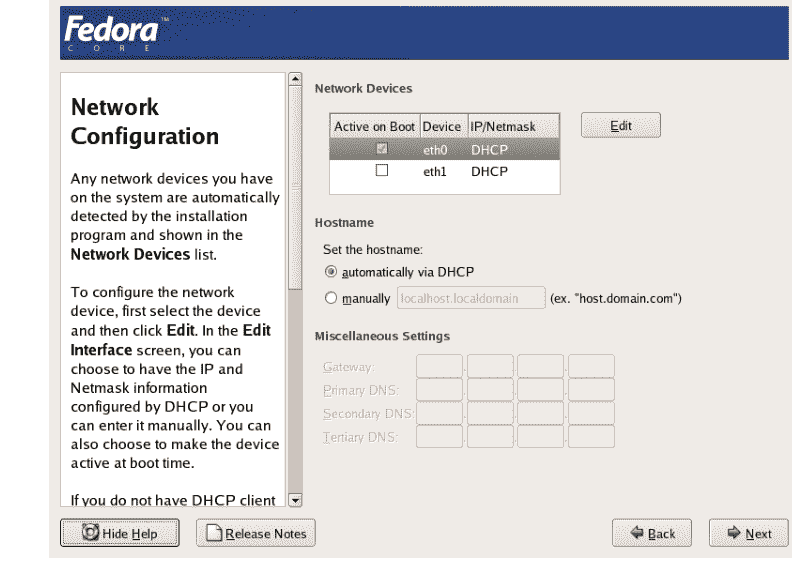 Fedora™
CORE
Network
Configuration
Any network devices you have
on the system are automatically
detected by the installation
program and shown in the
Network Devices list.
To configure the network
device, first select the device
and then click Edit. In the Edit
Interface screen, you can
choose to have the IP and
Netmask information
configured by DHCP or you
can enter it manually. You can
also choose to make the device
active at boot time.
If you do not have DHCP client
Network Devices
Active on Boot Device IP/Netmask
eth0 DHCP
eth1 DHCP
Edit
Hostname
Set the hostname:
automatically via DHCP
manually localhost.localdomain (ex. "host.domain.com")
Miscellaneous Settings
Gateway:
Primary DNS:
Secondary DNS:
Tertiary DNS:
Hide Help
Release Notes
Back
Next